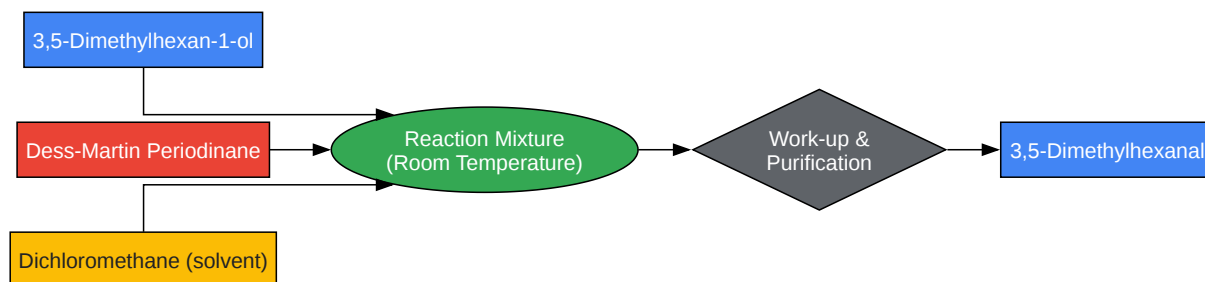 3,5-Dimethylhexan-1-ol
Dess-Martin Periodinane
Dichloromethane (solvent)
Reaction Mixture
(Room Temperature)
Work-up &
Purification
3,5-Dimethylhexanal